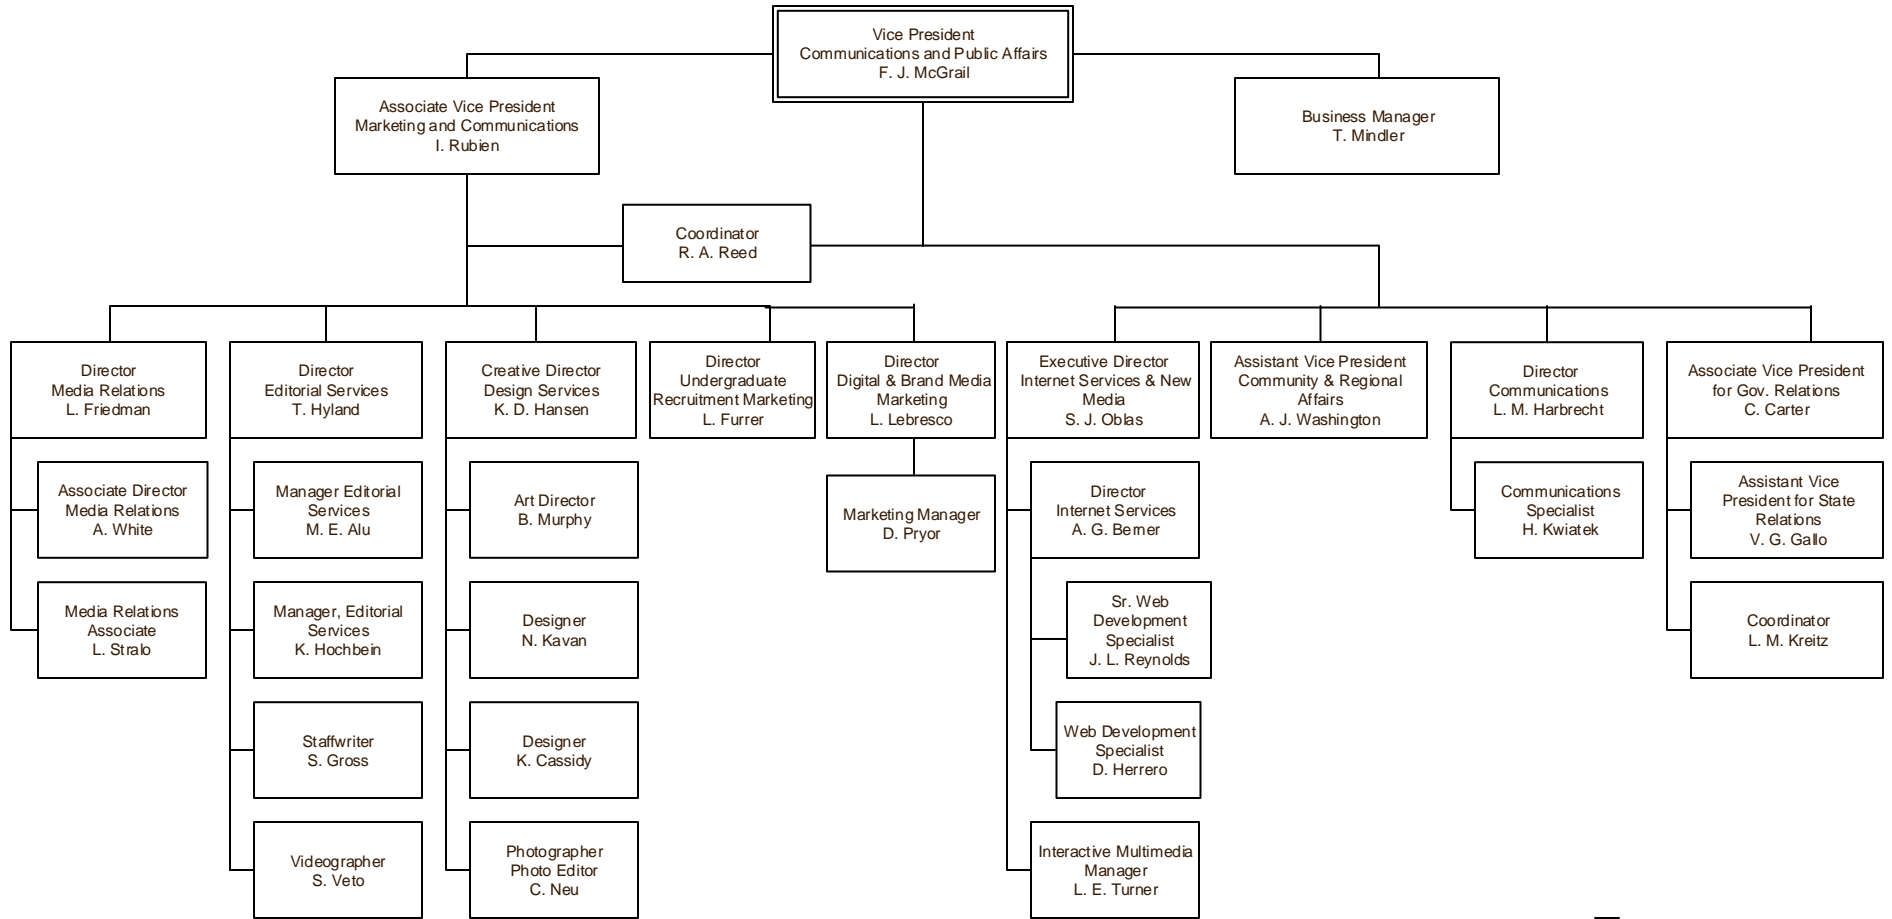 Vice President
Communications and Public Affairs
F. J. McGrail
Associate Vice President
Marketing and Communications
I. Rubien
Business Manager
T. Mindler
Coordinator
R. A. Reed
Director
Media Relations
L. Friedman
Director
Editorial Services
T. Hyland
Creative Director
Design Services
K. D. Hansen
Director
Undergraduate
Recruitment Marketing
L. Furrer
Director
Digital & Brand Media
Marketing
L. Lebresco
Executive Director
Internet Services & New
Media
S. J. Oblas
Assistant Vice President
Community & Regional
Affairs
A. J. Washington
Director
Communications
L. M. Harbrecht
Associate Vice President
for Gov. Relations
C. Carter
Associate Director
Media Relations
A. White
Manager Editorial
Services
M. E. Alu
Art Director
B. Murphy
Marketing Manager
D. Pryor
Director
Internet Services
A. G. Berner
Communications
Specialist
H. Kwiatek
Assistant Vice
President for State
Relations
V. G. Gallo
Media Relations
Associate
L. Stralo
Manager, Editorial
Services
K. Hochbein
Designer
N. Kavan
Sr. Web
Development
Specialist
J. L. Reynolds
Coordinator
L. M. Kreitz
Staffwriter
S. Gross
Designer
K. Cassidy
Web Development
Specialist
D. Herrero
Videographer
S. Veto
Photographer
Photo Editor
C. Neu
Interactive Multimedia
Manager
L. E. Turner